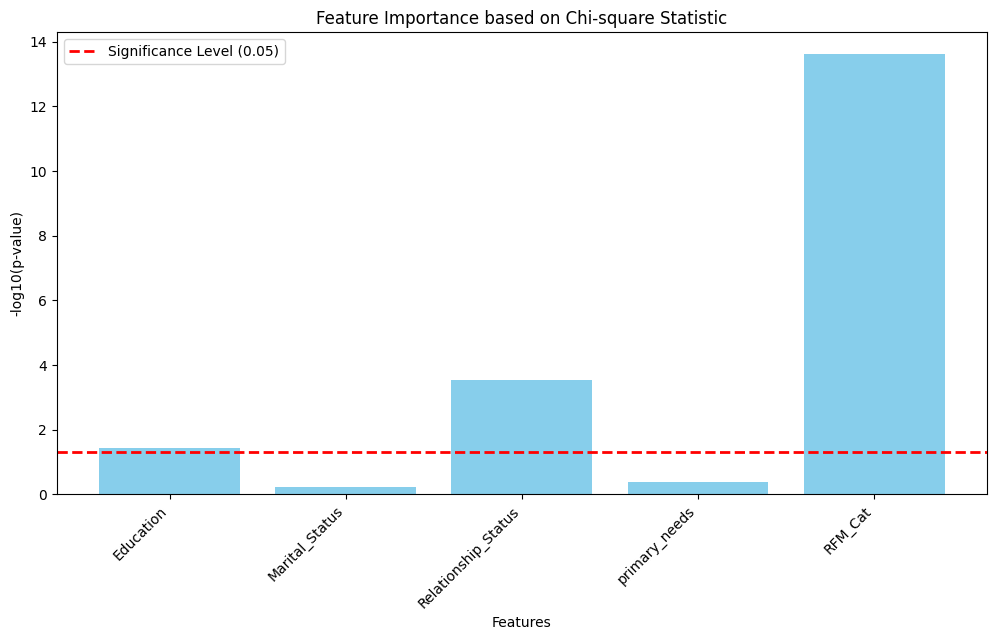 Feature Importance based on Chi-square Statistic
Significance Level (0.05)
-log10(p-value)
14
12
10
8
6
4
2
0
Education
Marital_Status
Relationship_Status
primary_needs
RFM_Cat
Features